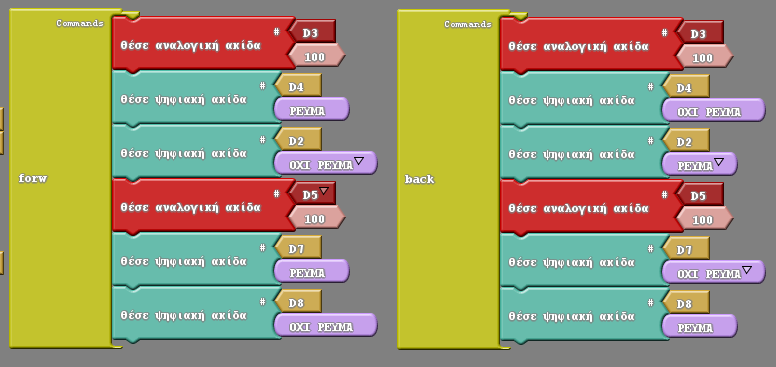 Commands
forw
θέσε αναλογική ακίδα # D3
100
θέσε ψηφιακή ακίδα # D4
ΡΕΥΜΑ
θέσε ψηφιακή ακίδα # D2
ΟΧΙ ΡΕΥΜΑ
θέσε αναλογική ακίδα # D5
100
θέσε ψηφιακή ακίδα # D7
ΡΕΥΜΑ
θέσε ψηφιακή ακίδα # D8
ΟΧΙ ΡΕΥΜΑ
Commands
back
θέσε αναλογική ακίδα # D3
100
θέσε ψηφιακή ακίδα # D4
ΟΧΙ ΡΕΥΜΑ
θέσε ψηφιακή ακίδα # D2
ΡΕΥΜΑ
θέσε αναλογική ακίδα # D5
100
θέσε ψηφιακή ακίδα # D7
ΟΧΙ ΡΕΥΜΑ
θέσε ψηφιακή ακίδα # D8
ΡΕΥΜΑ